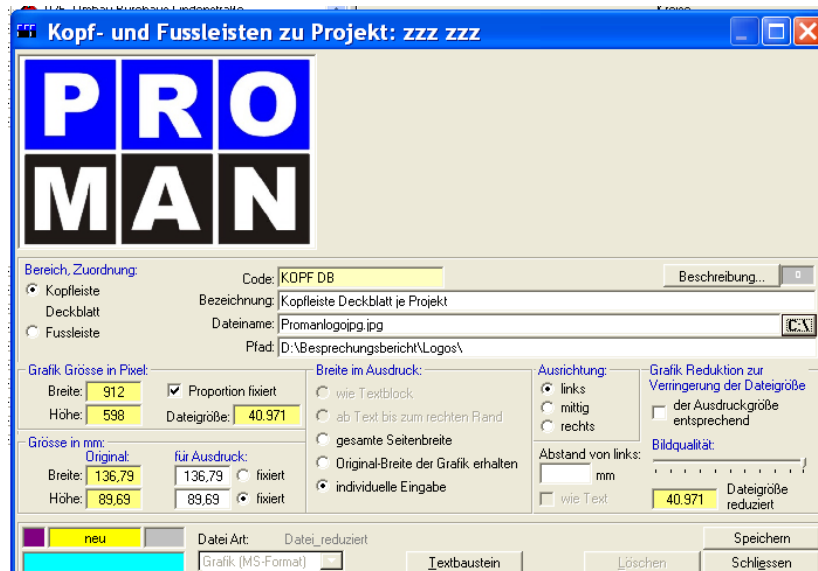 Kopf- und Fussleisten zu Projekt: zzz zzz
PRO
MAN
Bereich, Zuordnung:
Kopfleiste
Deckblatt
Fussleiste
Code: KOPF DB
Beschreibung... 0
Bezeichnung: Kopfleiste Deckblatt je Projekt
Dateiname: Promanlogojpg.jpg C:\
Pfad: D:\Besprechungsbericht\Logos\
Grafik Grösse in Pixel:
Breite: 912 Proportion fixiert
Höhe: 598 Dateigröße: 40.971
Grösse in mm:
Original: für Ausdruck:
Breite: 136,79 136,79 fixiert
Höhe: 89,69 89,69 fixiert
Breite im Ausdruck:
wie Textblock
ab Text bis zum rechten Rand
gesamte Seitenbreite
Original-Breite der Grafik erhalten
individuelle Eingabe
Ausrichtung:
links
mittig
rechts
Abstand von links:
mm
wie Text
Grafik Reduktion zur
Verringerung der Dateigröße
der Ausdruckgröße
entsprechend
Bildqualität:
40.971 Dateigröße
reduziert
neu
Datei Art: Datei_reduziert
Grafik (MS-Format)
Textbaustein
Löschen
Speichern
Schliessen